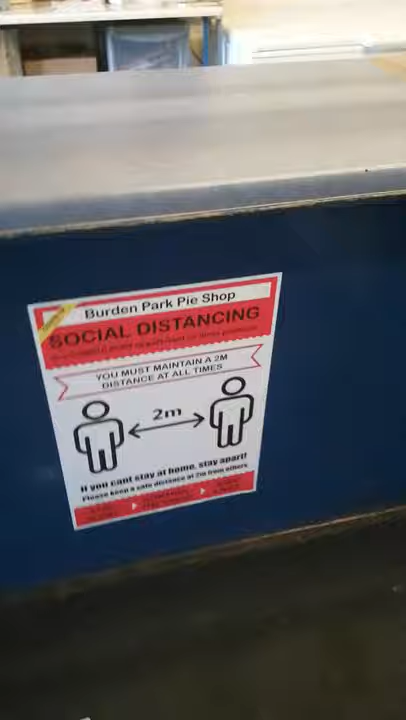 Burden Park Pie Shop
SOCIAL DISTANCING
YOU MUST MAINTAIN A 2M
DISTANCE AT ALL TIMES
2m
If you cant stay at home, stay apart!
Please keep a safe distance of 2m from others